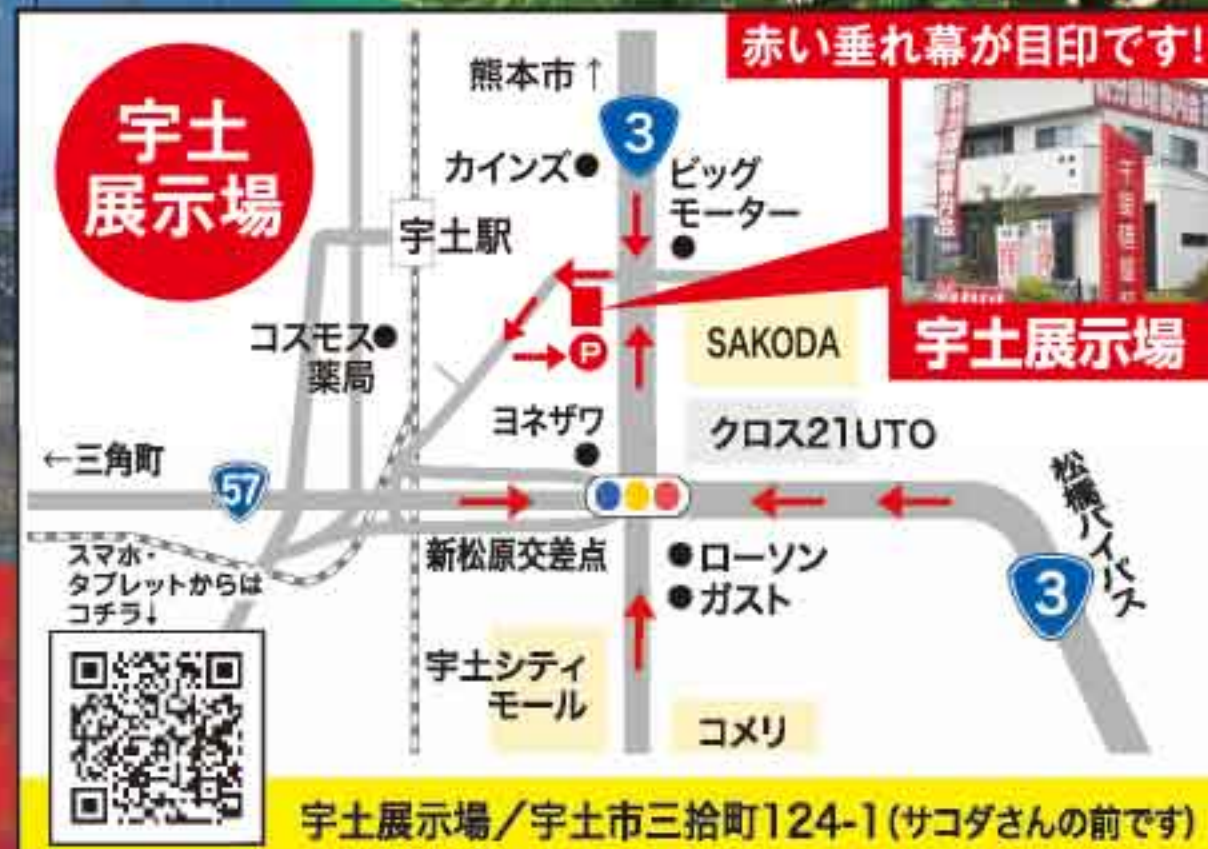 宇土
展示場
熊本市↑
3
赤い垂れ幕が目印です!
カインズ●
ビッグ
モーター
●
宇土駅
千里殖産
宇土展示場
コスモス●
薬局
P
SAKODA
ヨネザワ
●
クロス21UTO
←三角町
57
新松原交差点
●ローソン
●ガスト
松橋バイパス
3
スマホ・
タブレットからは
コチラ↓
宇土シティ
モール
コメリ
宇土展示場/宇土市三拾町124-1(サコダさんの前です)